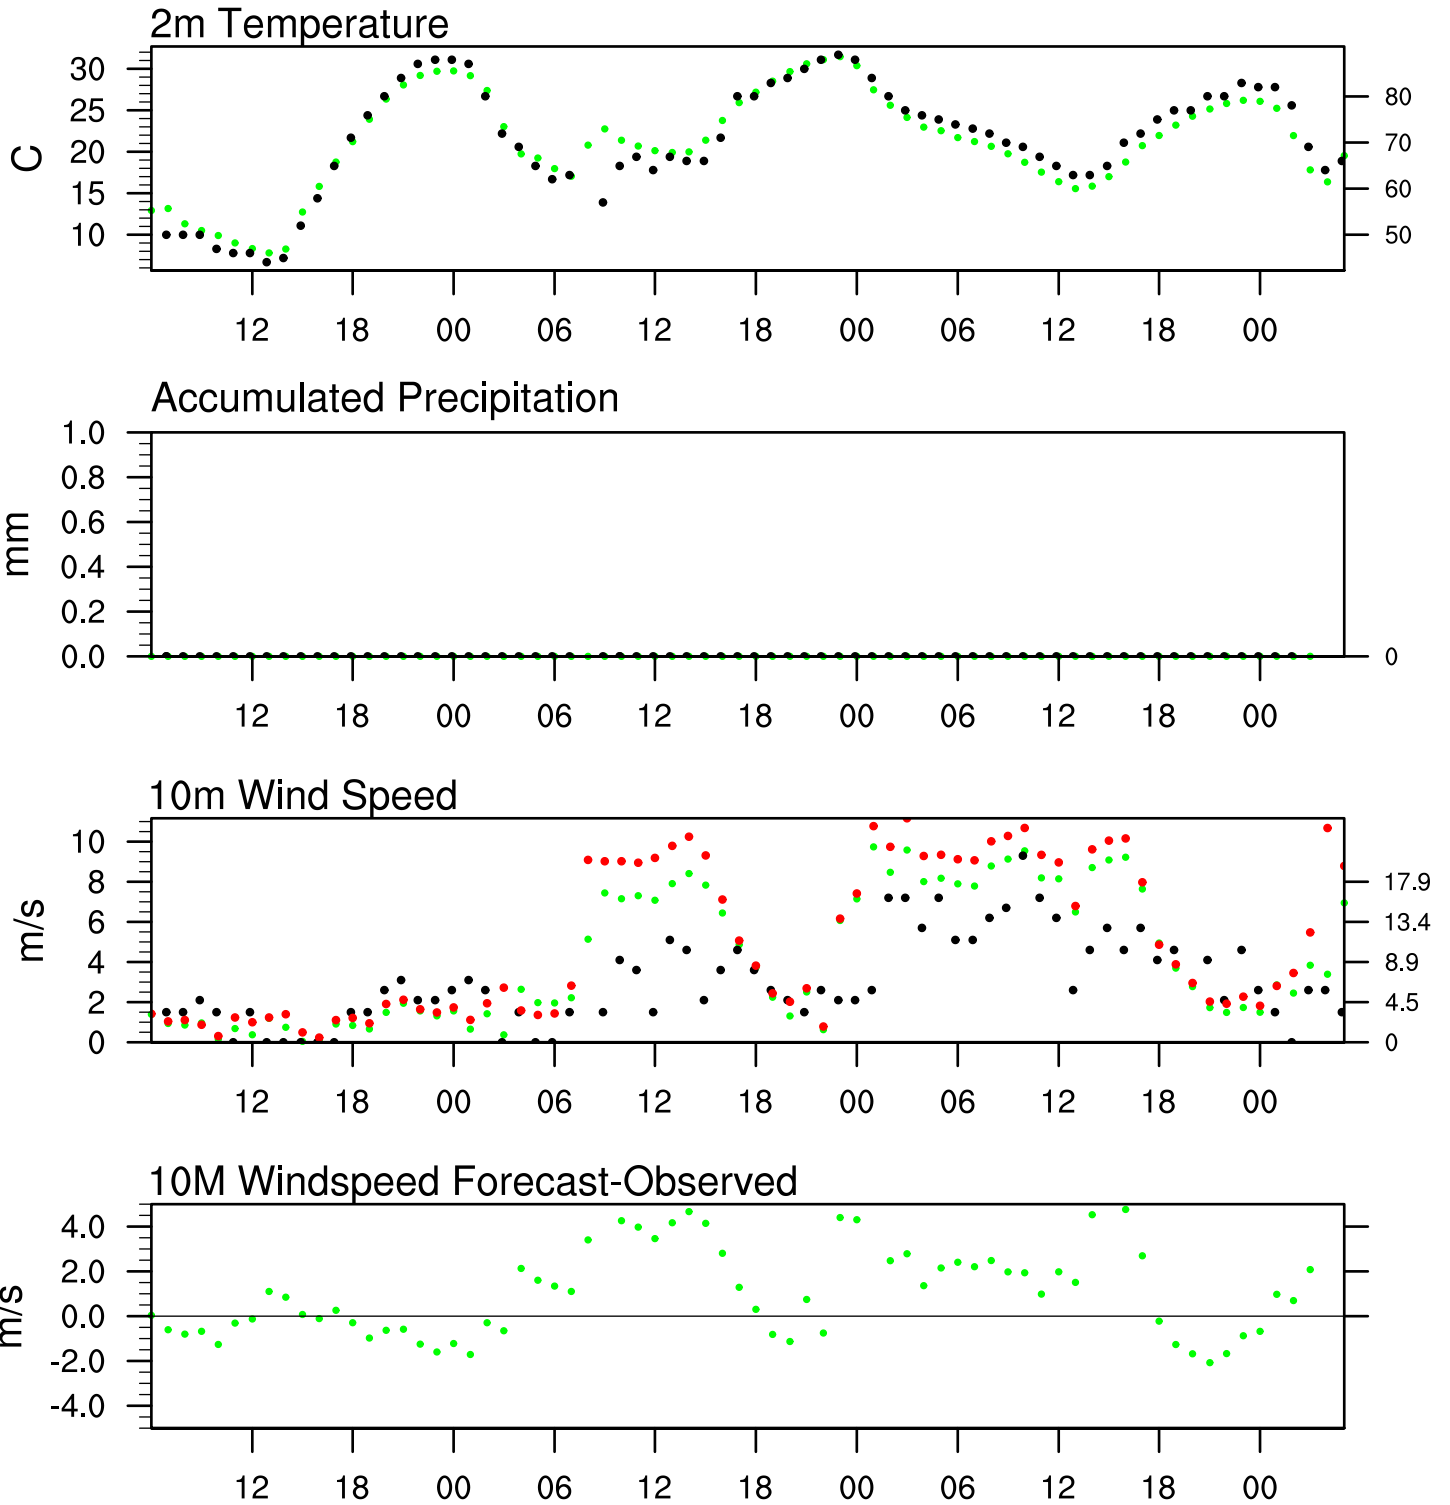 2m Temperature
30
25
20
15
10
C
80
70
60
50
12 18 00 06 12 18 00 06 12 18 00
Accumulated Precipitation
1.0
0.8
0.6
0.4
0.2
0.0
mm
0
12 18 00 06 12 18 00 06 12 18 00
10m Wind Speed
10
8
6
4
2
0
m/s
17.9
13.4
8.9
4.5
0
12 18 00 06 12 18 00 06 12 18 00
10M Windspeed Forecast-Observed
4.0
2.0
0.0
-2.0
-4.0
m/s
12 18 00 06 12 18 00 06 12 18 00